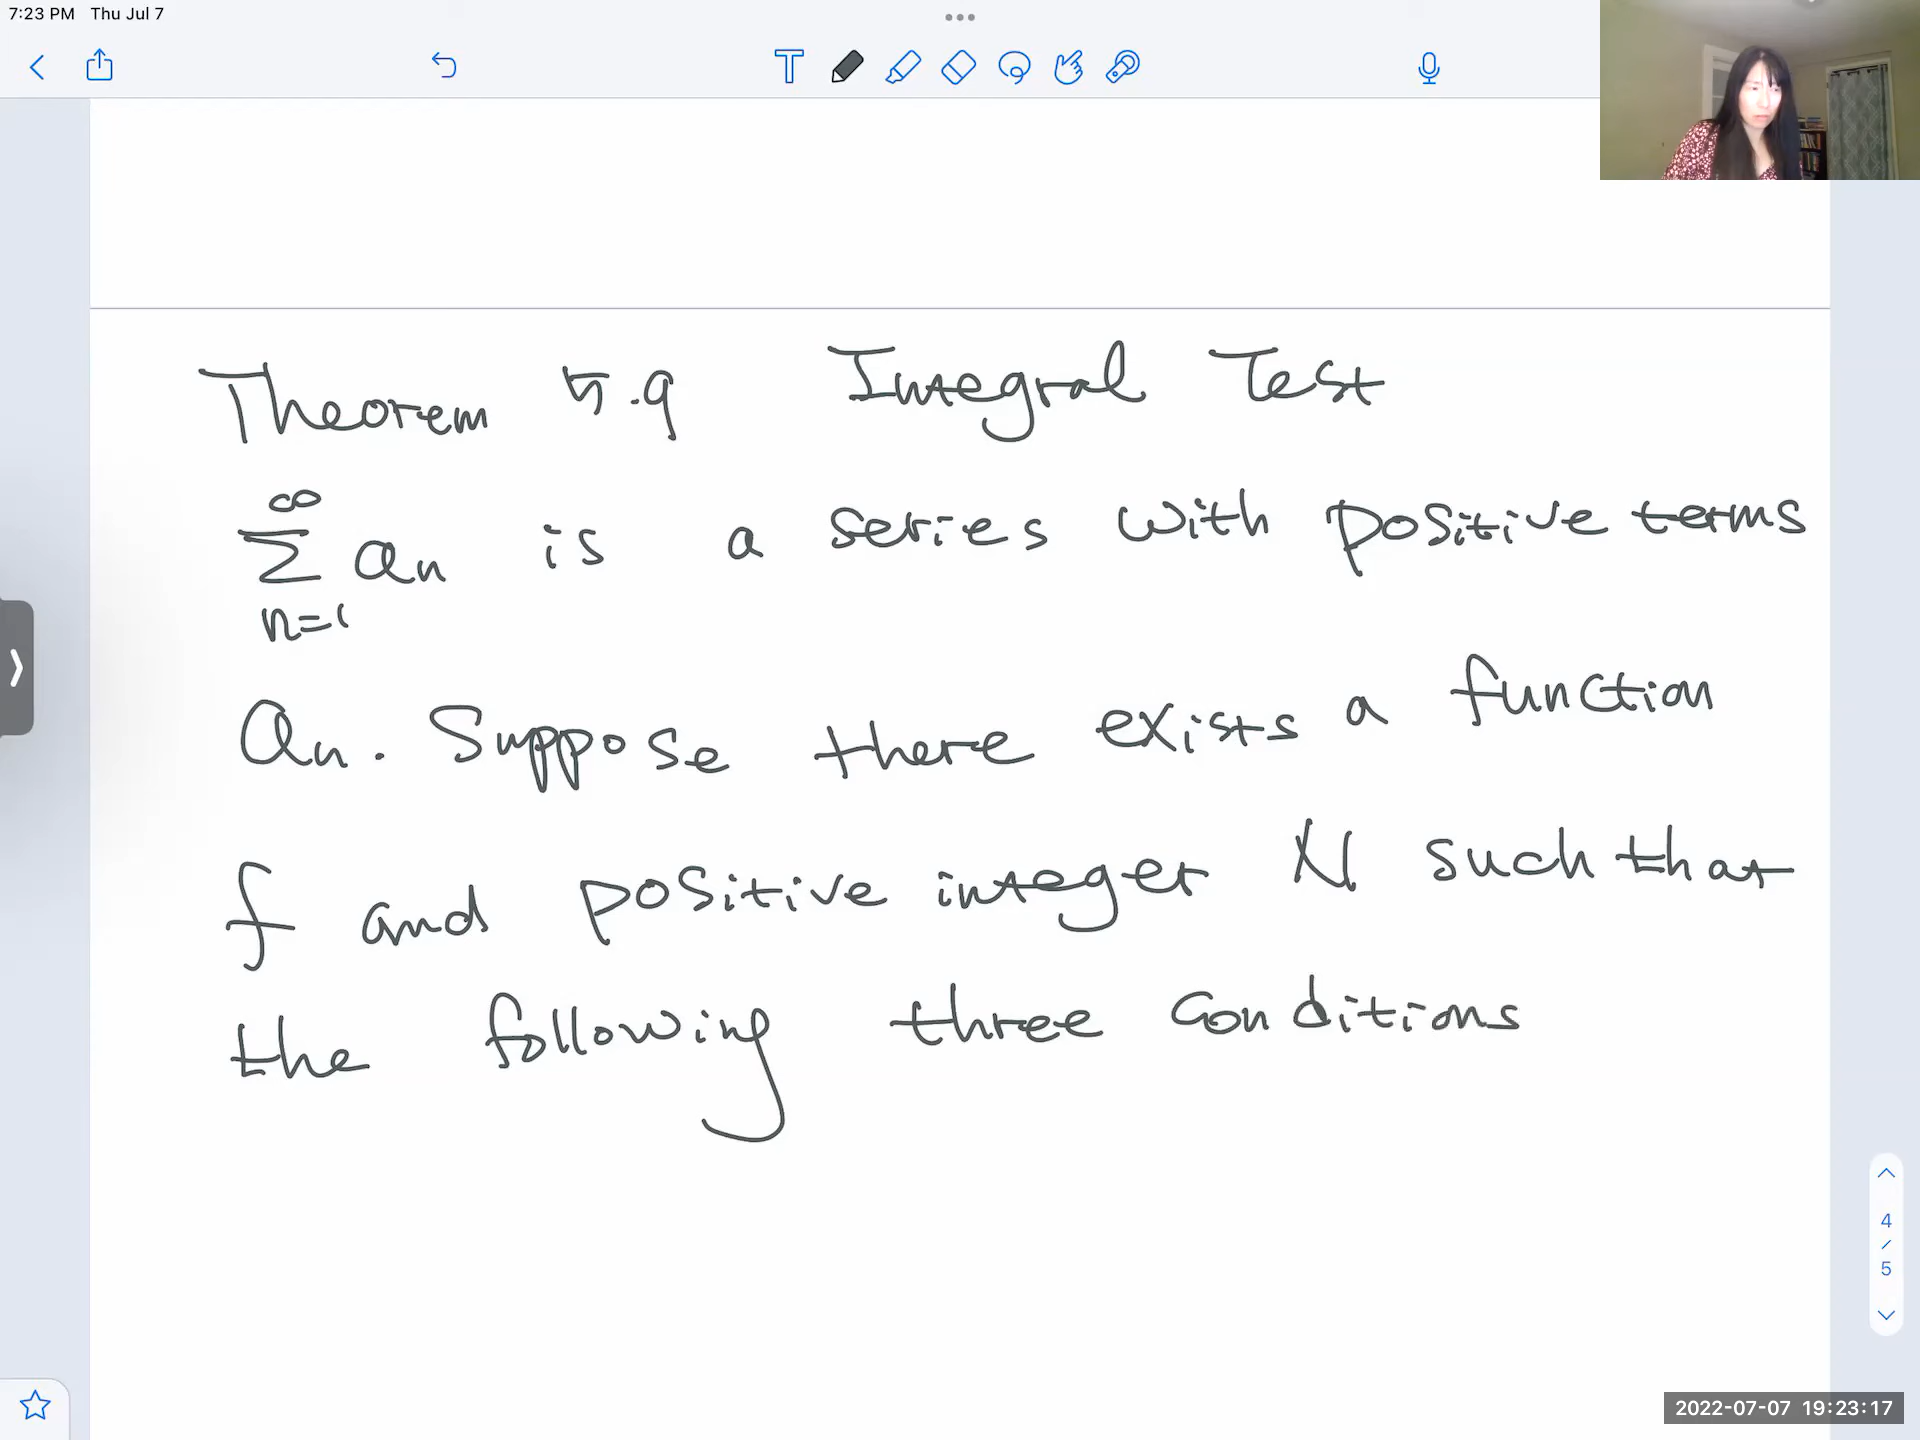 7:23 PM Thu Jul 7
Theorem 5.9 Integral Test
∞
Σ an is a series with positive terms
n=1
an. Suppose there exists a function
f and positive integer N such that
the following three conditions
4
/
5
2022-07-07 19:23:17